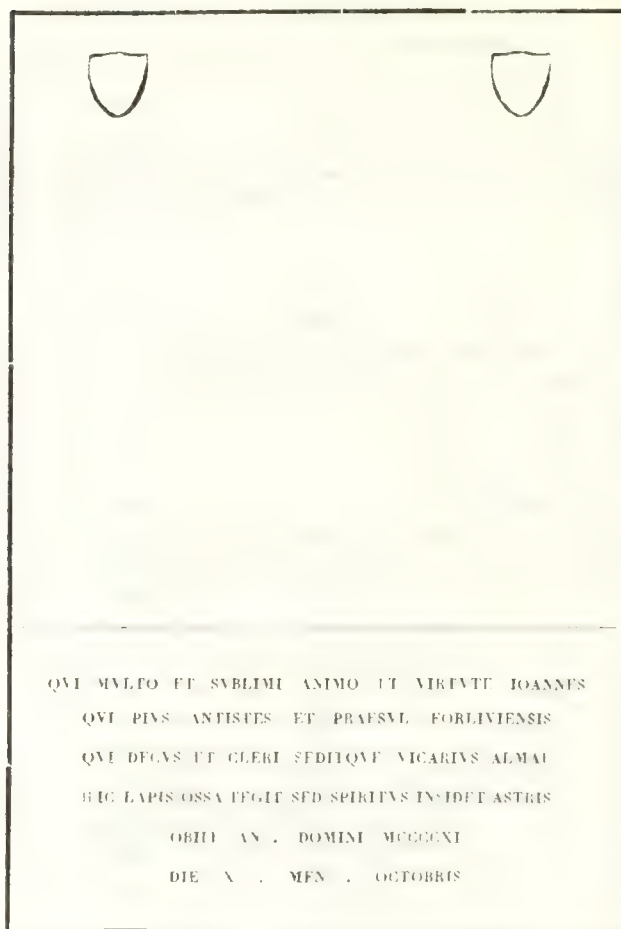 QVI MVLTO ET SVBLIMI ANIMO ET VIRTVTE IOANNES
QVI PIVS ANTISTES ET PRAESVL FORLIVIENSIS
QVI DECVS ET CLERI SEDITQVE VICARIVS ALMAE
HIC LAPIS OSSA TEGIT SED SPIRITVS INSIDET ASTRIS
OBIIT AN . DOMINI MCCCCXI
DIE X . MEN . OCTOBRIS